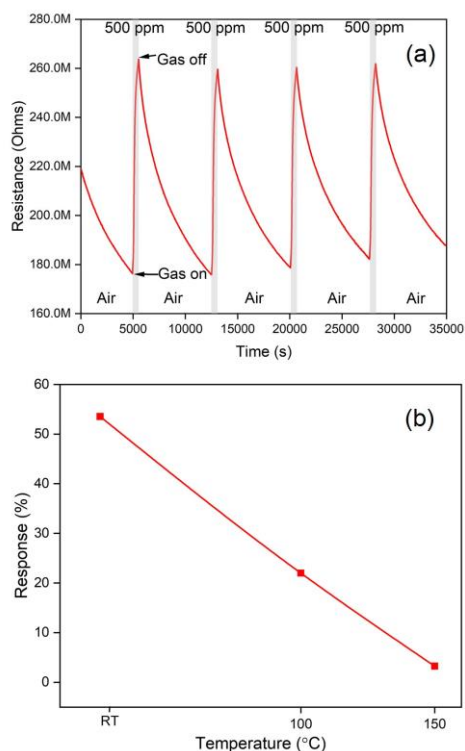 280.0M
260.0M
240.0M
220.0M
200.0M
180.0M
160.0M
Resistance (Ohms)
500 ppm 500 ppm 500 ppm 500 ppm
(a)
Gas off
Gas on
Air Air Air Air Air
0 5000 10000 15000 20000 25000 30000 35000
Time (s)
60
50
40
30
20
10
0
Response (%)
(b)
RT 100 150
Temperature (°C)